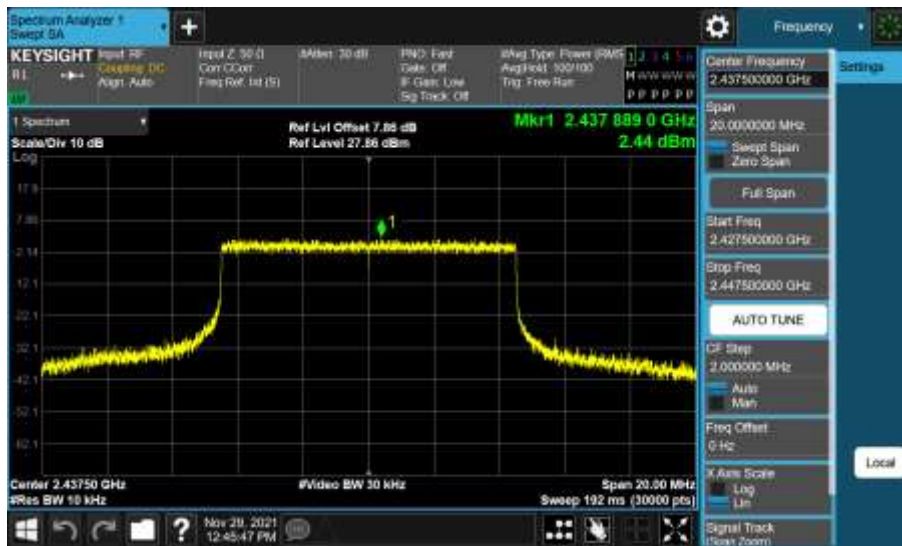 Spectrum Analyzer 1
Swept SA
Frequency
KEYSIGHT Input: RF
Coupling: DC
Align: Auto
Input Z: 50 Ω
Corr CCorr
Freq Ref: Int (S)
#Atten: 30 dB
PNO: Fast
Gate: Off
IF Gain: Low
Sig Track: Off
#Avg Type: Power (RMS
Avg|Hold: 100/100
Trig: Free Run
1 2 3 4 5 6
M W W W W W
P P P P P P
Center Frequency
2.437500000 GHz
Settings
1 Spectrum
Scale/Div 10 dB
Ref Lvl Offset 7.86 dB
Ref Level 27.86 dBm
Mkr1 2.437 889 0 GHz
2.44 dBm
Span
20.0000000 MHz
Swept Span
Zero Span
Full Span
Start Freq
2.427500000 GHz
Stop Freq
2.447500000 GHz
AUTO TUNE
CF Step
2.000000 MHz
Auto
Man
Freq Offset
0 Hz
X Axis Scale
Log
Lin
Signal Track
(Span Zoom)
Local
Log
17.9
7.86
-2.14
-12.1
-22.1
-32.1
-42.1
-52.1
-62.1
1
Center 2.43750 GHz
#Res BW 10 kHz
#Video BW 30 kHz
Span 20.00 MHz
Sweep 192 ms (30000 pts)
Nov 29, 2021
12:45:47 PM